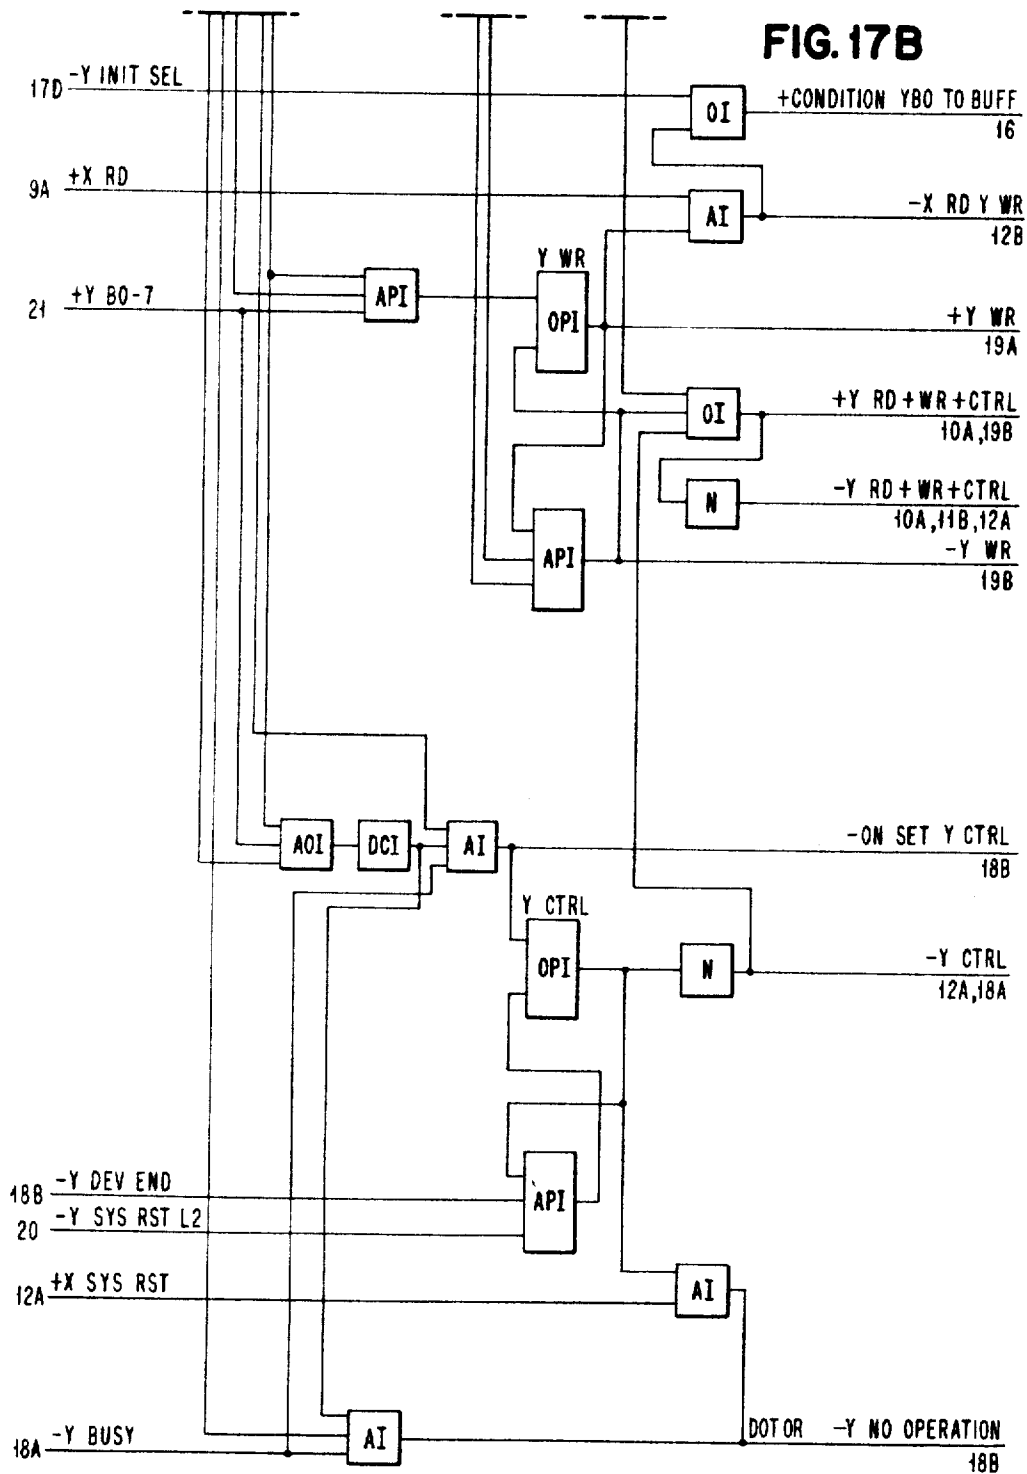 FIG. 17B
17D -Y INIT SEL
OI
+CONDITION YBO TO BUFF
16
9A +X RD
AI
-X RD Y WR
12B
Y WR
21 +Y BO-7
API
OPI
+Y WR
19A
OI
+Y RD+WR+CTRL
10A,19B
N
-Y RD+WR+CTRL
10A,11B,12A
API
-Y WR
19B
AOI
DCI
AI
-ON SET Y CTRL
18B
Y CTRL
OPI
N
-Y CTRL
12A,18A
18B -Y DEV END
API
20 -Y SYS RST L2
12A +X SYS RST
AI
18A -Y BUSY
AI
DOT OR -Y NO OPERATION
18B